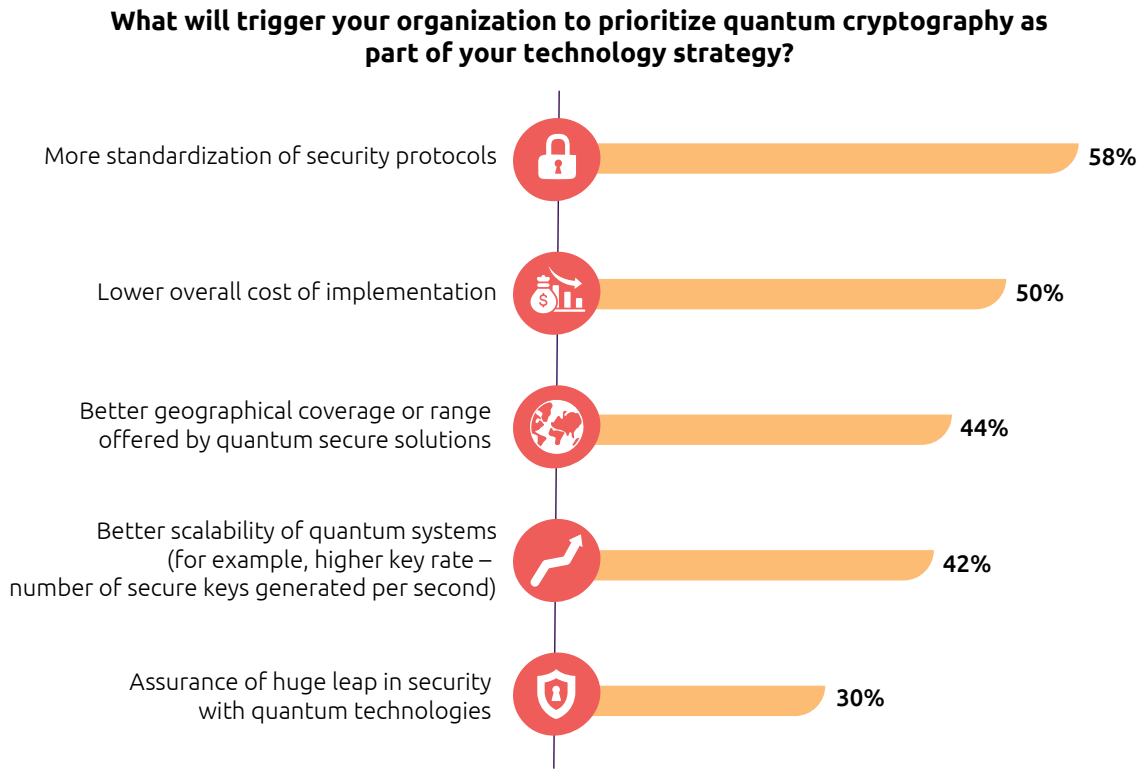 What will trigger your organization to prioritize quantum cryptography as
part of your technology strategy?
More standardization of security protocols
58%
Lower overall cost of implementation
$
50%
Better geographical coverage or range
offered by quantum secure solutions
44%
Better scalability of quantum systems
(for example, higher key rate –
number of secure keys generated per second)
42%
Assurance of huge leap in security
with quantum technologies
30%